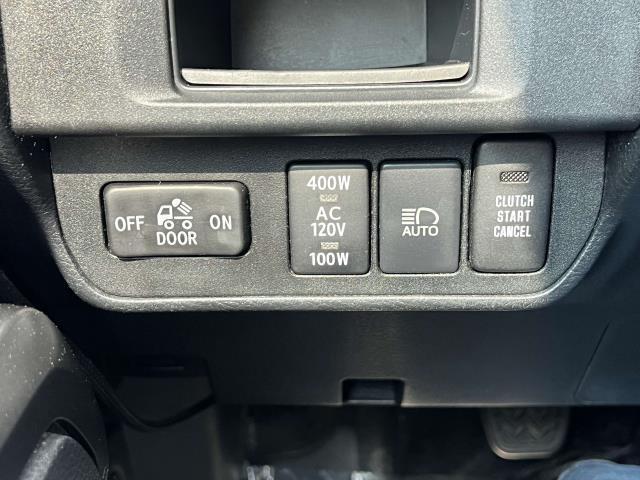 OFF ON
DOOR
400W
AC
120V
100W
AUTO
CLUTCH
START
CANCEL